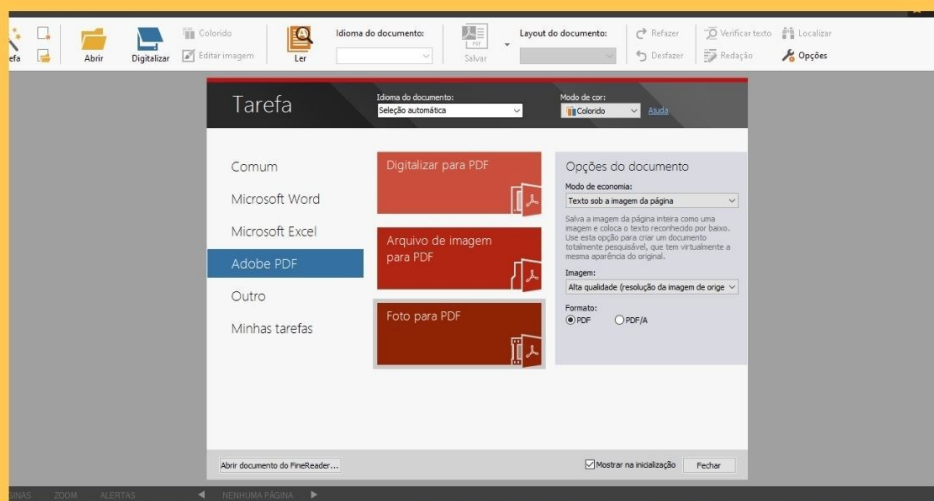 Colorido
Idioma do documento:
Layout do documento:
Refazer
Verificar texto
Localizar
efa
Abrir
Digitalizar
Editar imagem
Ler
Salvar
Desfazer
Redação
Opções
Tarefa
Idioma do documento:
Seleção automática
Modo de cor:
Colorido
Ajuda
Comum
Microsoft Word
Microsoft Excel
Adobe PDF
Outro
Minhas tarefas
Digitalizar para PDF
Arquivo de imagem
para PDF
Foto para PDF
Opções do documento
Modo de economia:
Texto sob a imagem da página
Salva a imagem da página inteira como uma
imagem e coloca o texto reconhecido por baixo.
Use esta opção para criar um documento
totalmente pesquisável, que tem virtualmente a
mesma aparência do original.
Imagem:
Alta qualidade (resolução da imagem de orige
Formato:
PDF
PDF/A
Abrir documento do FineReader...
Mostrar na inicialização
Fechar
INAS
ZOOM
ALERTAS
NENHUMA PÁGINA